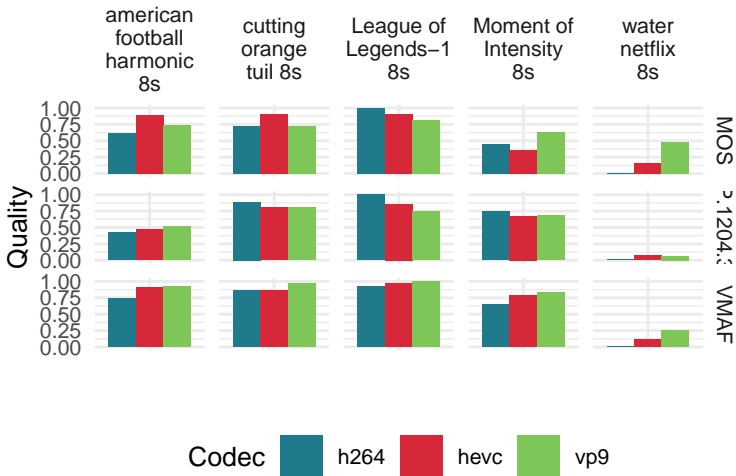 american
football
harmonic
8s
cutting
orange
tuil 8s
League of
Legends−1
8s
Moment of
Intensity
8s
water
netflix
8s
Quality
1.00
0.75
0.50
0.25
0.00
MOS
1.00
0.75
0.50
0.25
0.00
.1204.
1.00
0.75
0.50
0.25
0.00
VMAF
Codec h264 hevc vp9